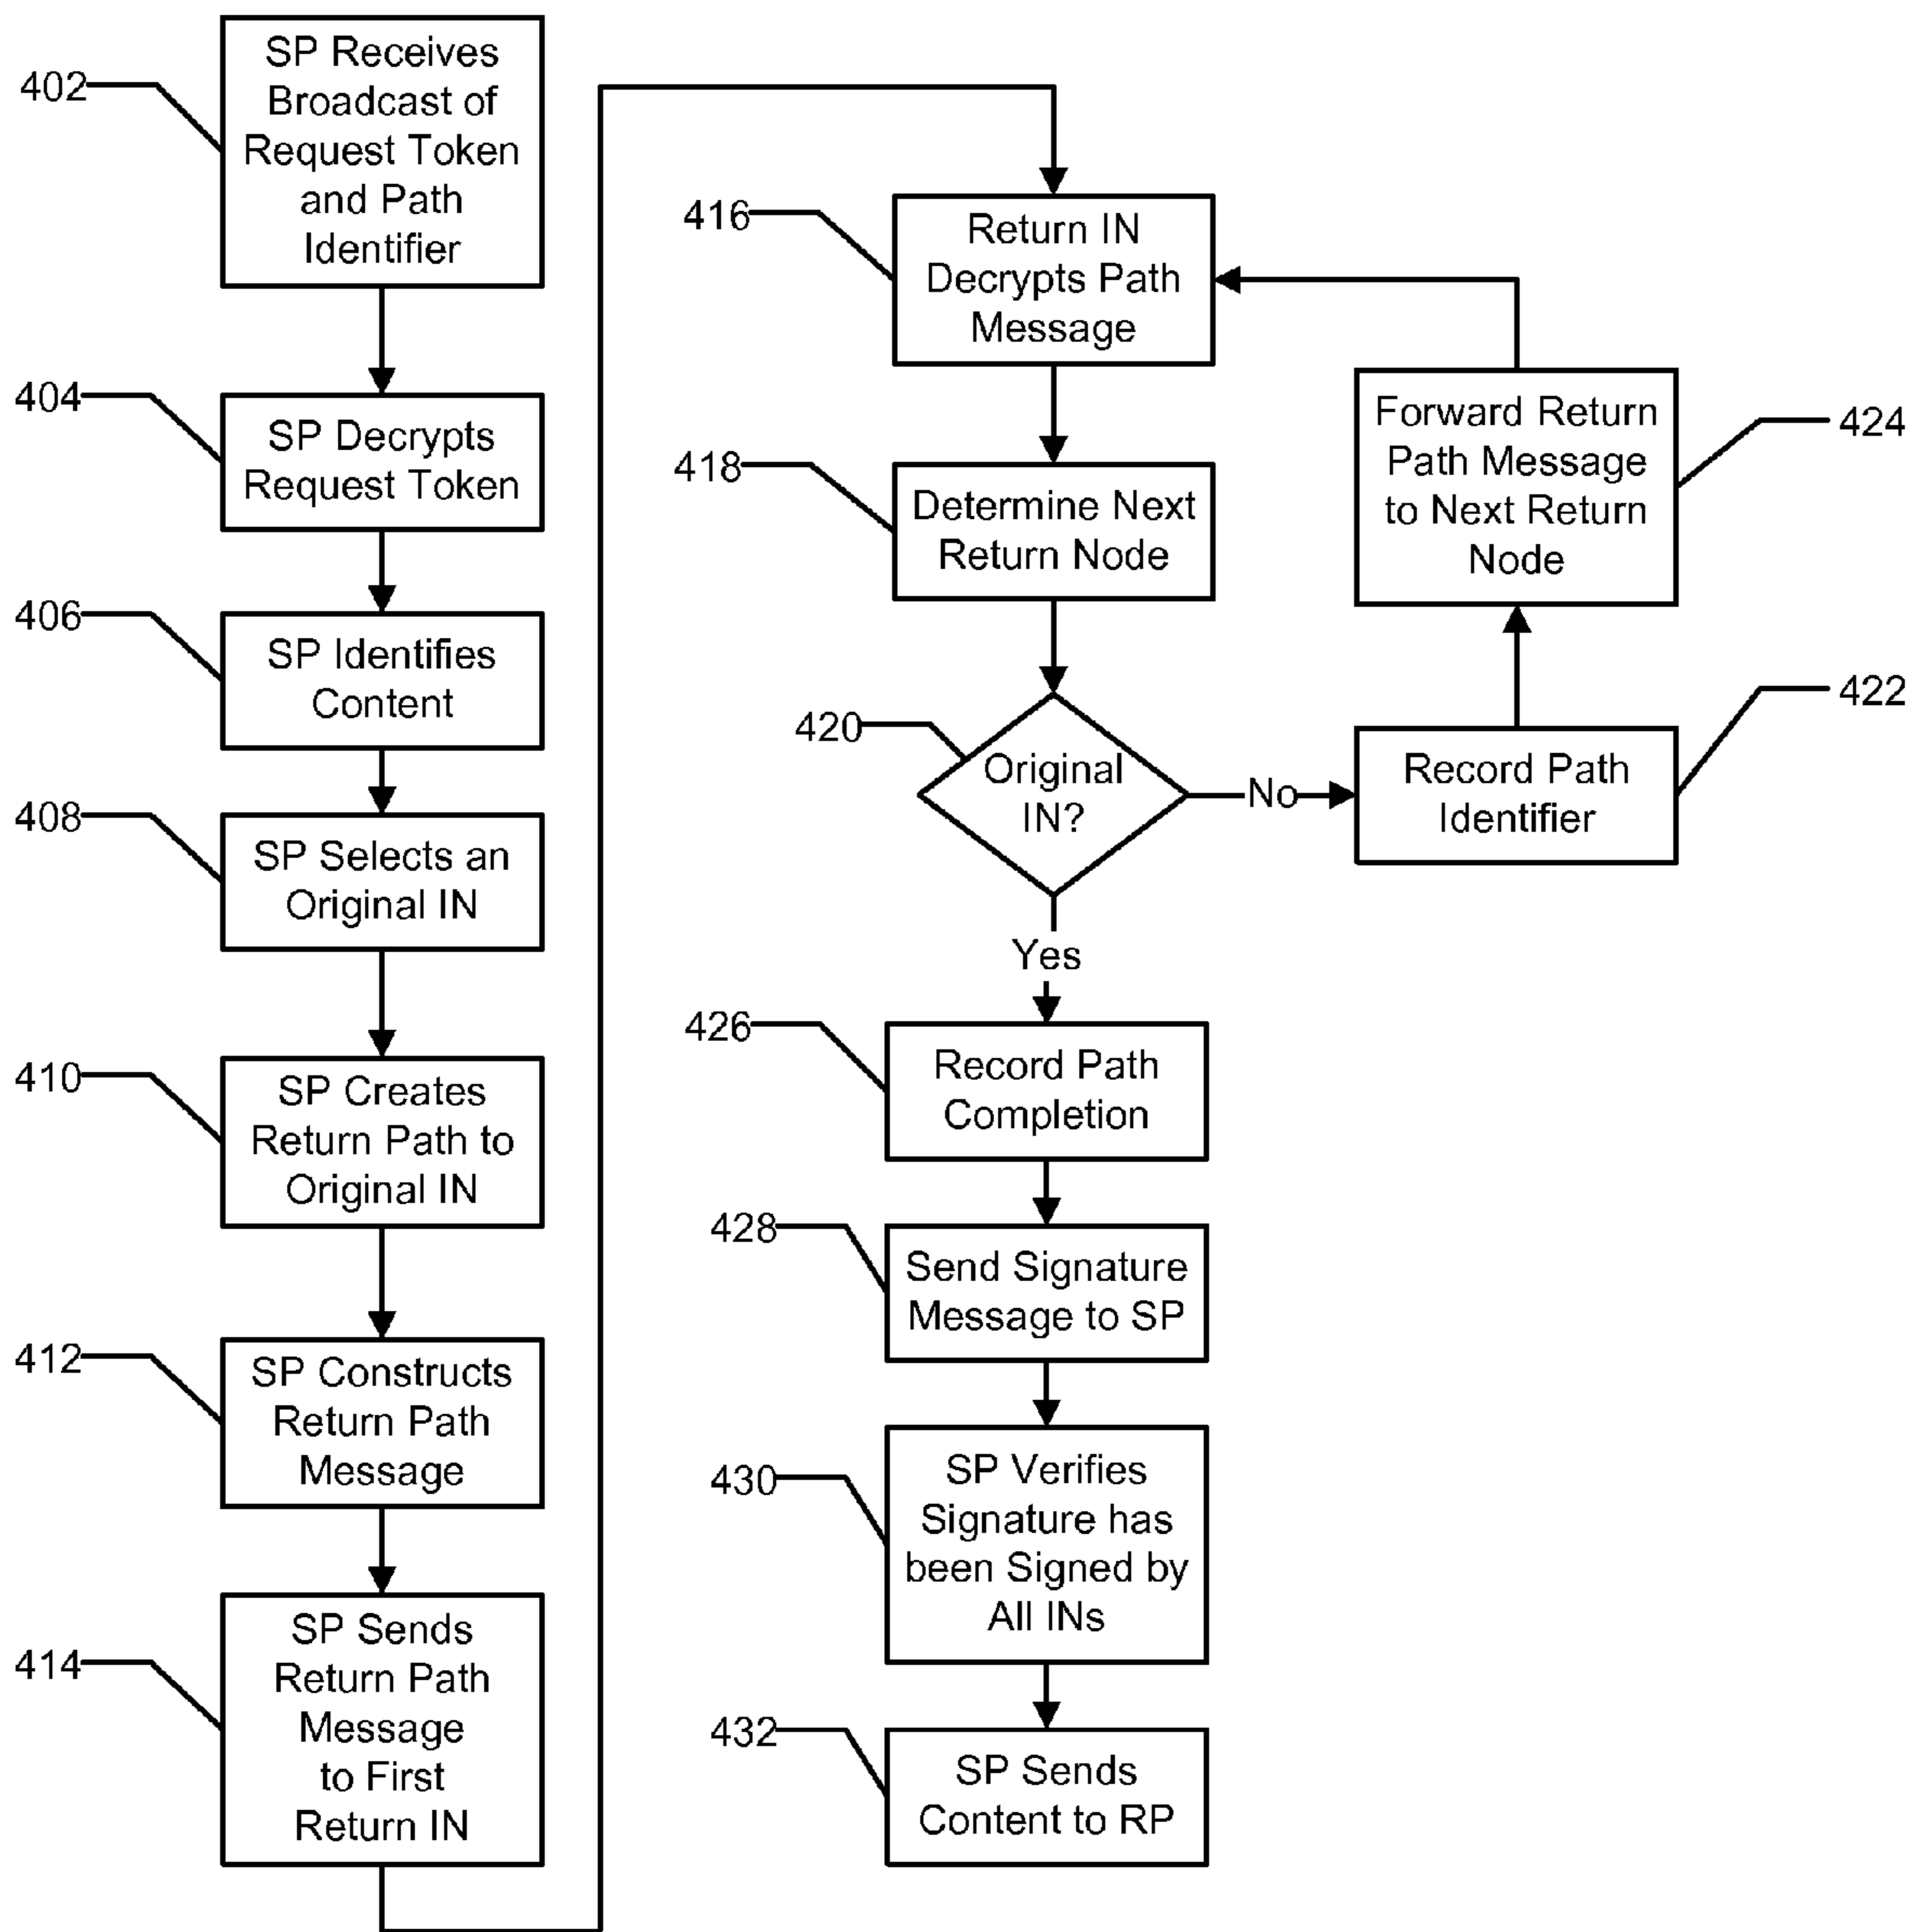 402
SP Receives
Broadcast of
Request Token
and Path
Identifier
404
SP Decrypts
Request Token
406
SP Identifies
Content
408
SP Selects an
Original IN
410
SP Creates
Return Path to
Original IN
412
SP Constructs
Return Path
Message
414
SP Sends
Return Path
Message
to First
Return IN
416
Return IN
Decrypts Path
Message
418
Determine Next
Return Node
420
Original
IN?
No
422
Record Path
Identifier
424
Forward Return
Path Message
to Next Return
Node
Yes
426
Record Path
Completion
428
Send Signature
Message to SP
430
SP Verifies
Signature has
been Signed by
All INs
432
SP Sends
Content to RP